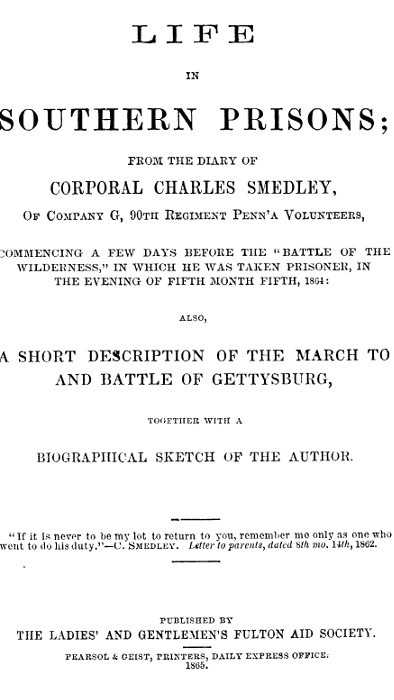 LIFE
IN
SOUTHERN PRISONS;
FROM THE DIARY OF
CORPORAL CHARLES SMEDLEY,
OF COMPANY G, 90TH REGIMENT PENN'A VOLUNTEERS,
COMMENCING A FEW DAYS BEFORE THE "BATTLE OF THE
WILDERNESS," IN WHICH HE WAS TAKEN PRISONER, IN
THE EVENING OF FIFTH MONTH FIFTH, 1864:
ALSO,
A SHORT DESCRIPTION OF THE MARCH TO
AND BATTLE OF GETTYSBURG,
TOGETHER WITH A
BIOGRAPHICAL SKETCH OF THE AUTHOR.
"If it is never to be my lot to return to you, remember me only as one who
went to do his duty."—C. SMEDLEY. Letter to parents, dated 8th mo. 14th, 1862.
PUBLISHED BY
THE LADIES' AND GENTLEMEN'S FULTON AID SOCIETY.
PEARSOL & GEIST, PRINTERS, DAILY EXPRESS OFFICE.
1865.